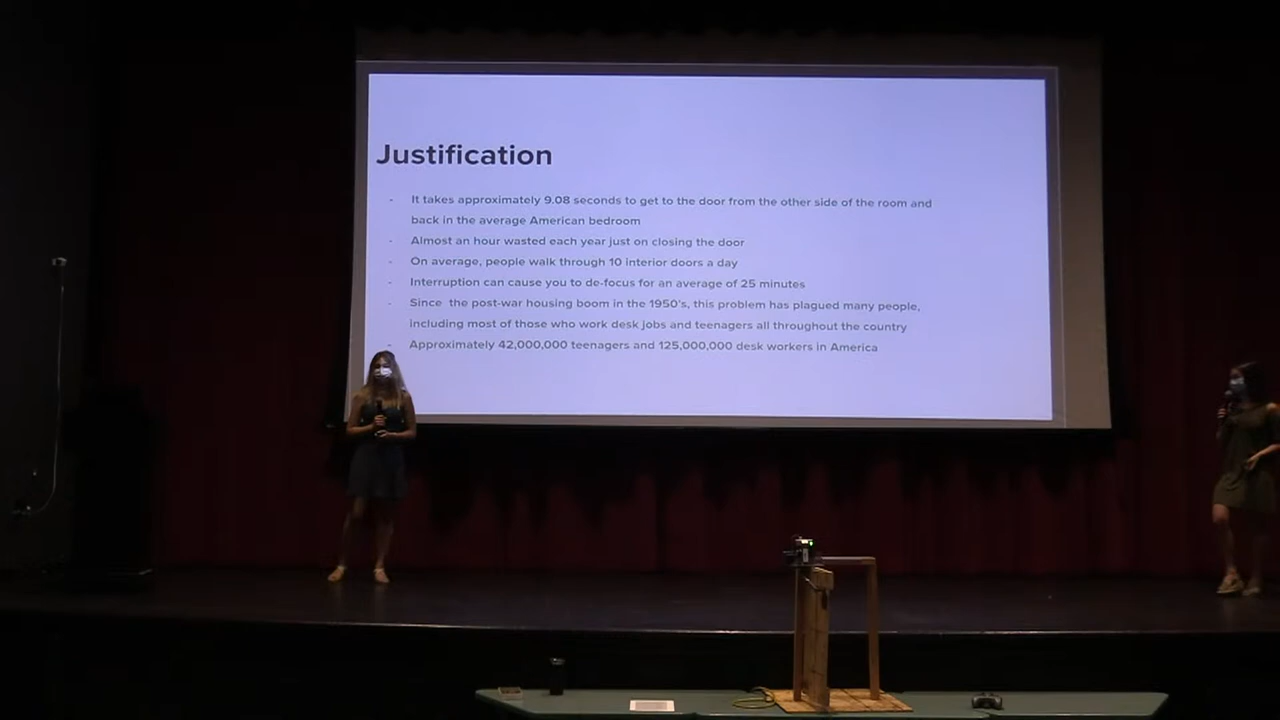 Justification
- It takes approximately 9.08 seconds to get to the door from the other side of the room and
back in the average American bedroom
- Almost an hour wasted each year just on closing the door
- On average, people walk through 10 interior doors a day
- Interruption can cause you to de-focus for an average of 25 minutes
- Since the post-war housing boom in the 1950's, this problem has plagued many people,
including most of those who work desk jobs and teenagers all throughout the country
- Approximately 42,000,000 teenagers and 125,000,000 desk workers in America